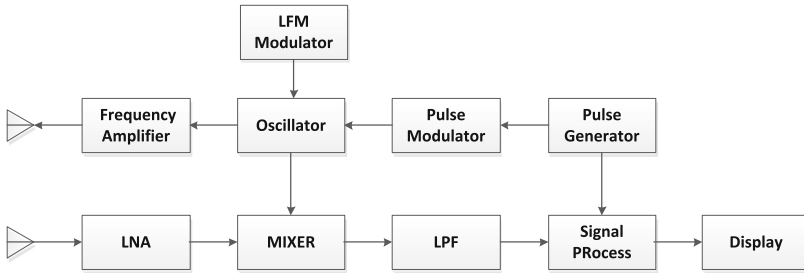 LFM
Modulator
Frequency
Amplifier
Oscillator
Pulse
Modulator
Pulse
Generator
LNA
MIXER
LPF
Signal
PRocess
Display